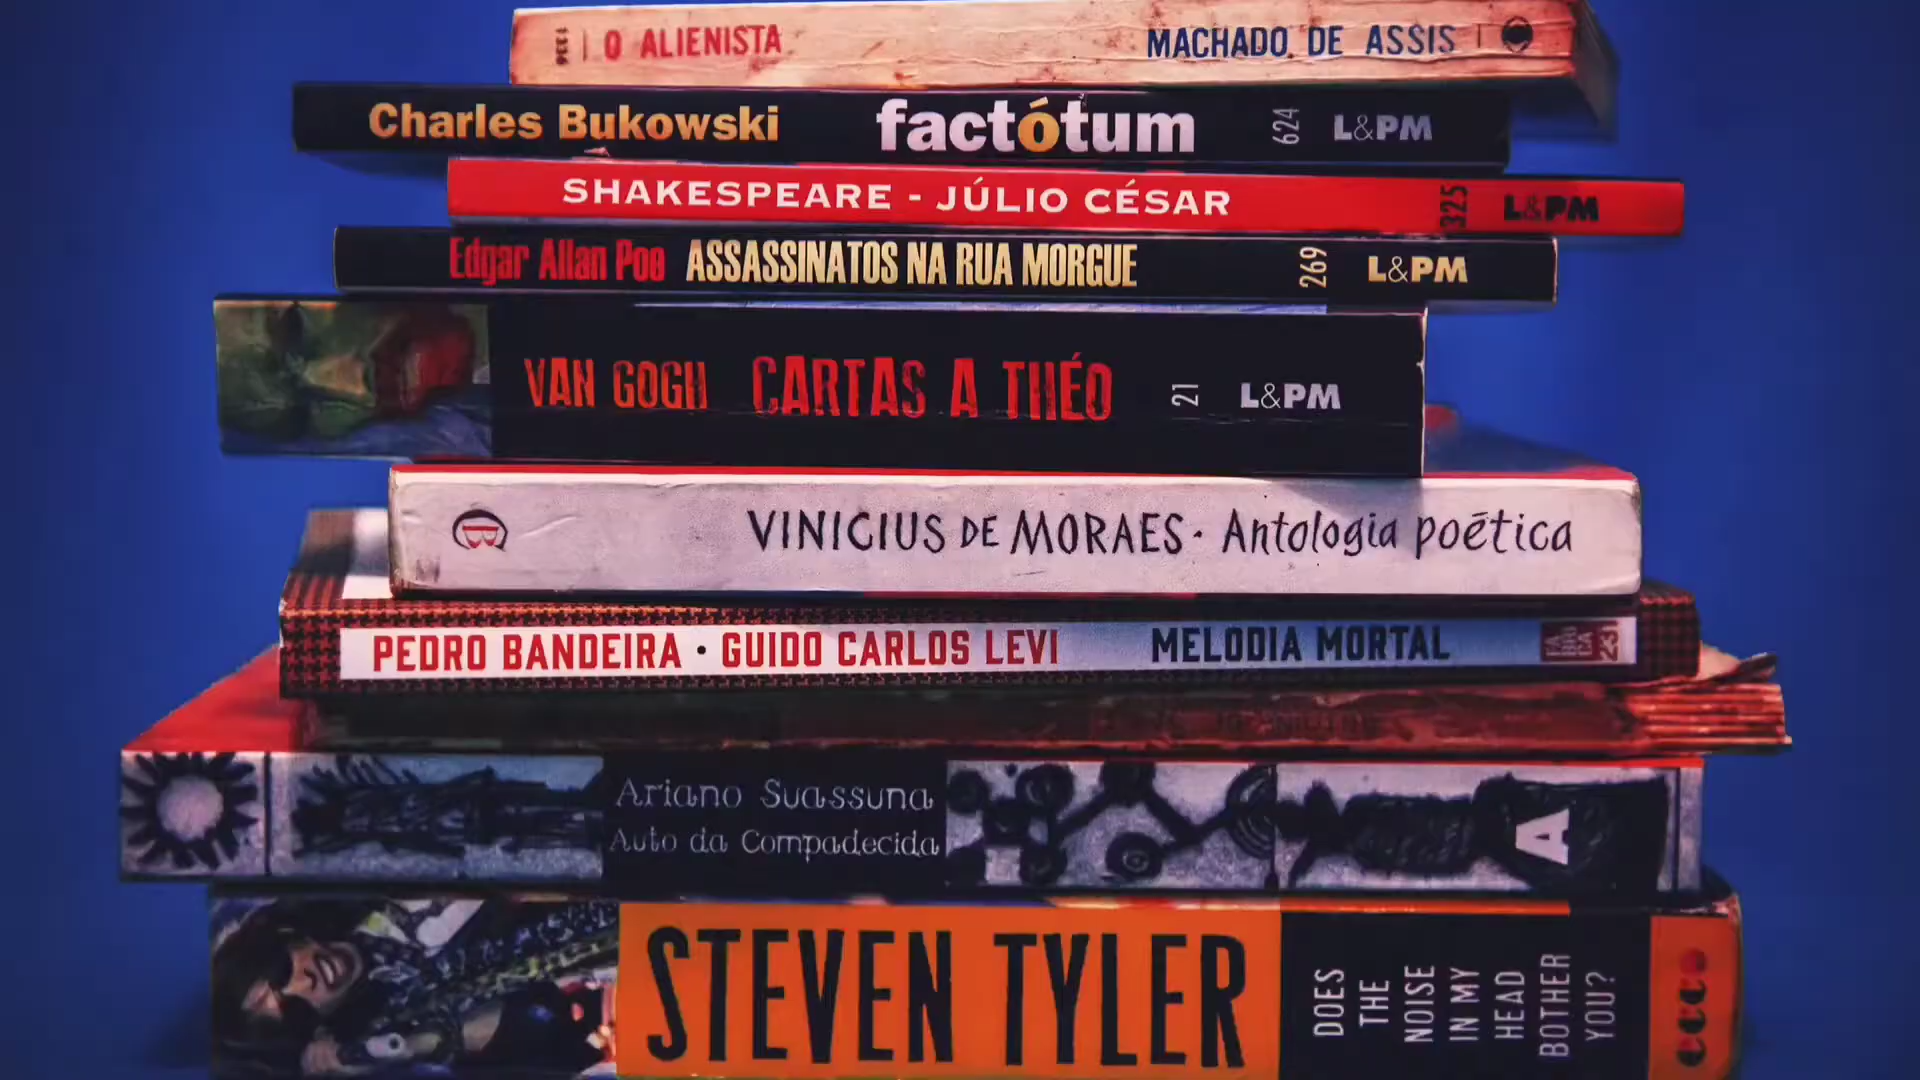 1336 | O ALIENISTA MACHADO DE ASSIS
Charles Bukowski factótum 624 L&PM
SHAKESPEARE - JÚLIO CÉSAR 325 L&PM
Edgar Allan Poe ASSASSINATOS NA RUA MORGUE 269 L&PM
VAN GOGH CARTAS A THÉO 21 L&PM
VINICIUS DE MORAES · Antologia poética
PEDRO BANDEIRA · GUIDO CARLOS LEVI MELODIA MORTAL
Ariano Suassuna
Auto da Compadecida
A
STEVEN TYLER
DOES
THE
NOISE
IN MY
HEAD
BOTHER
YOU?